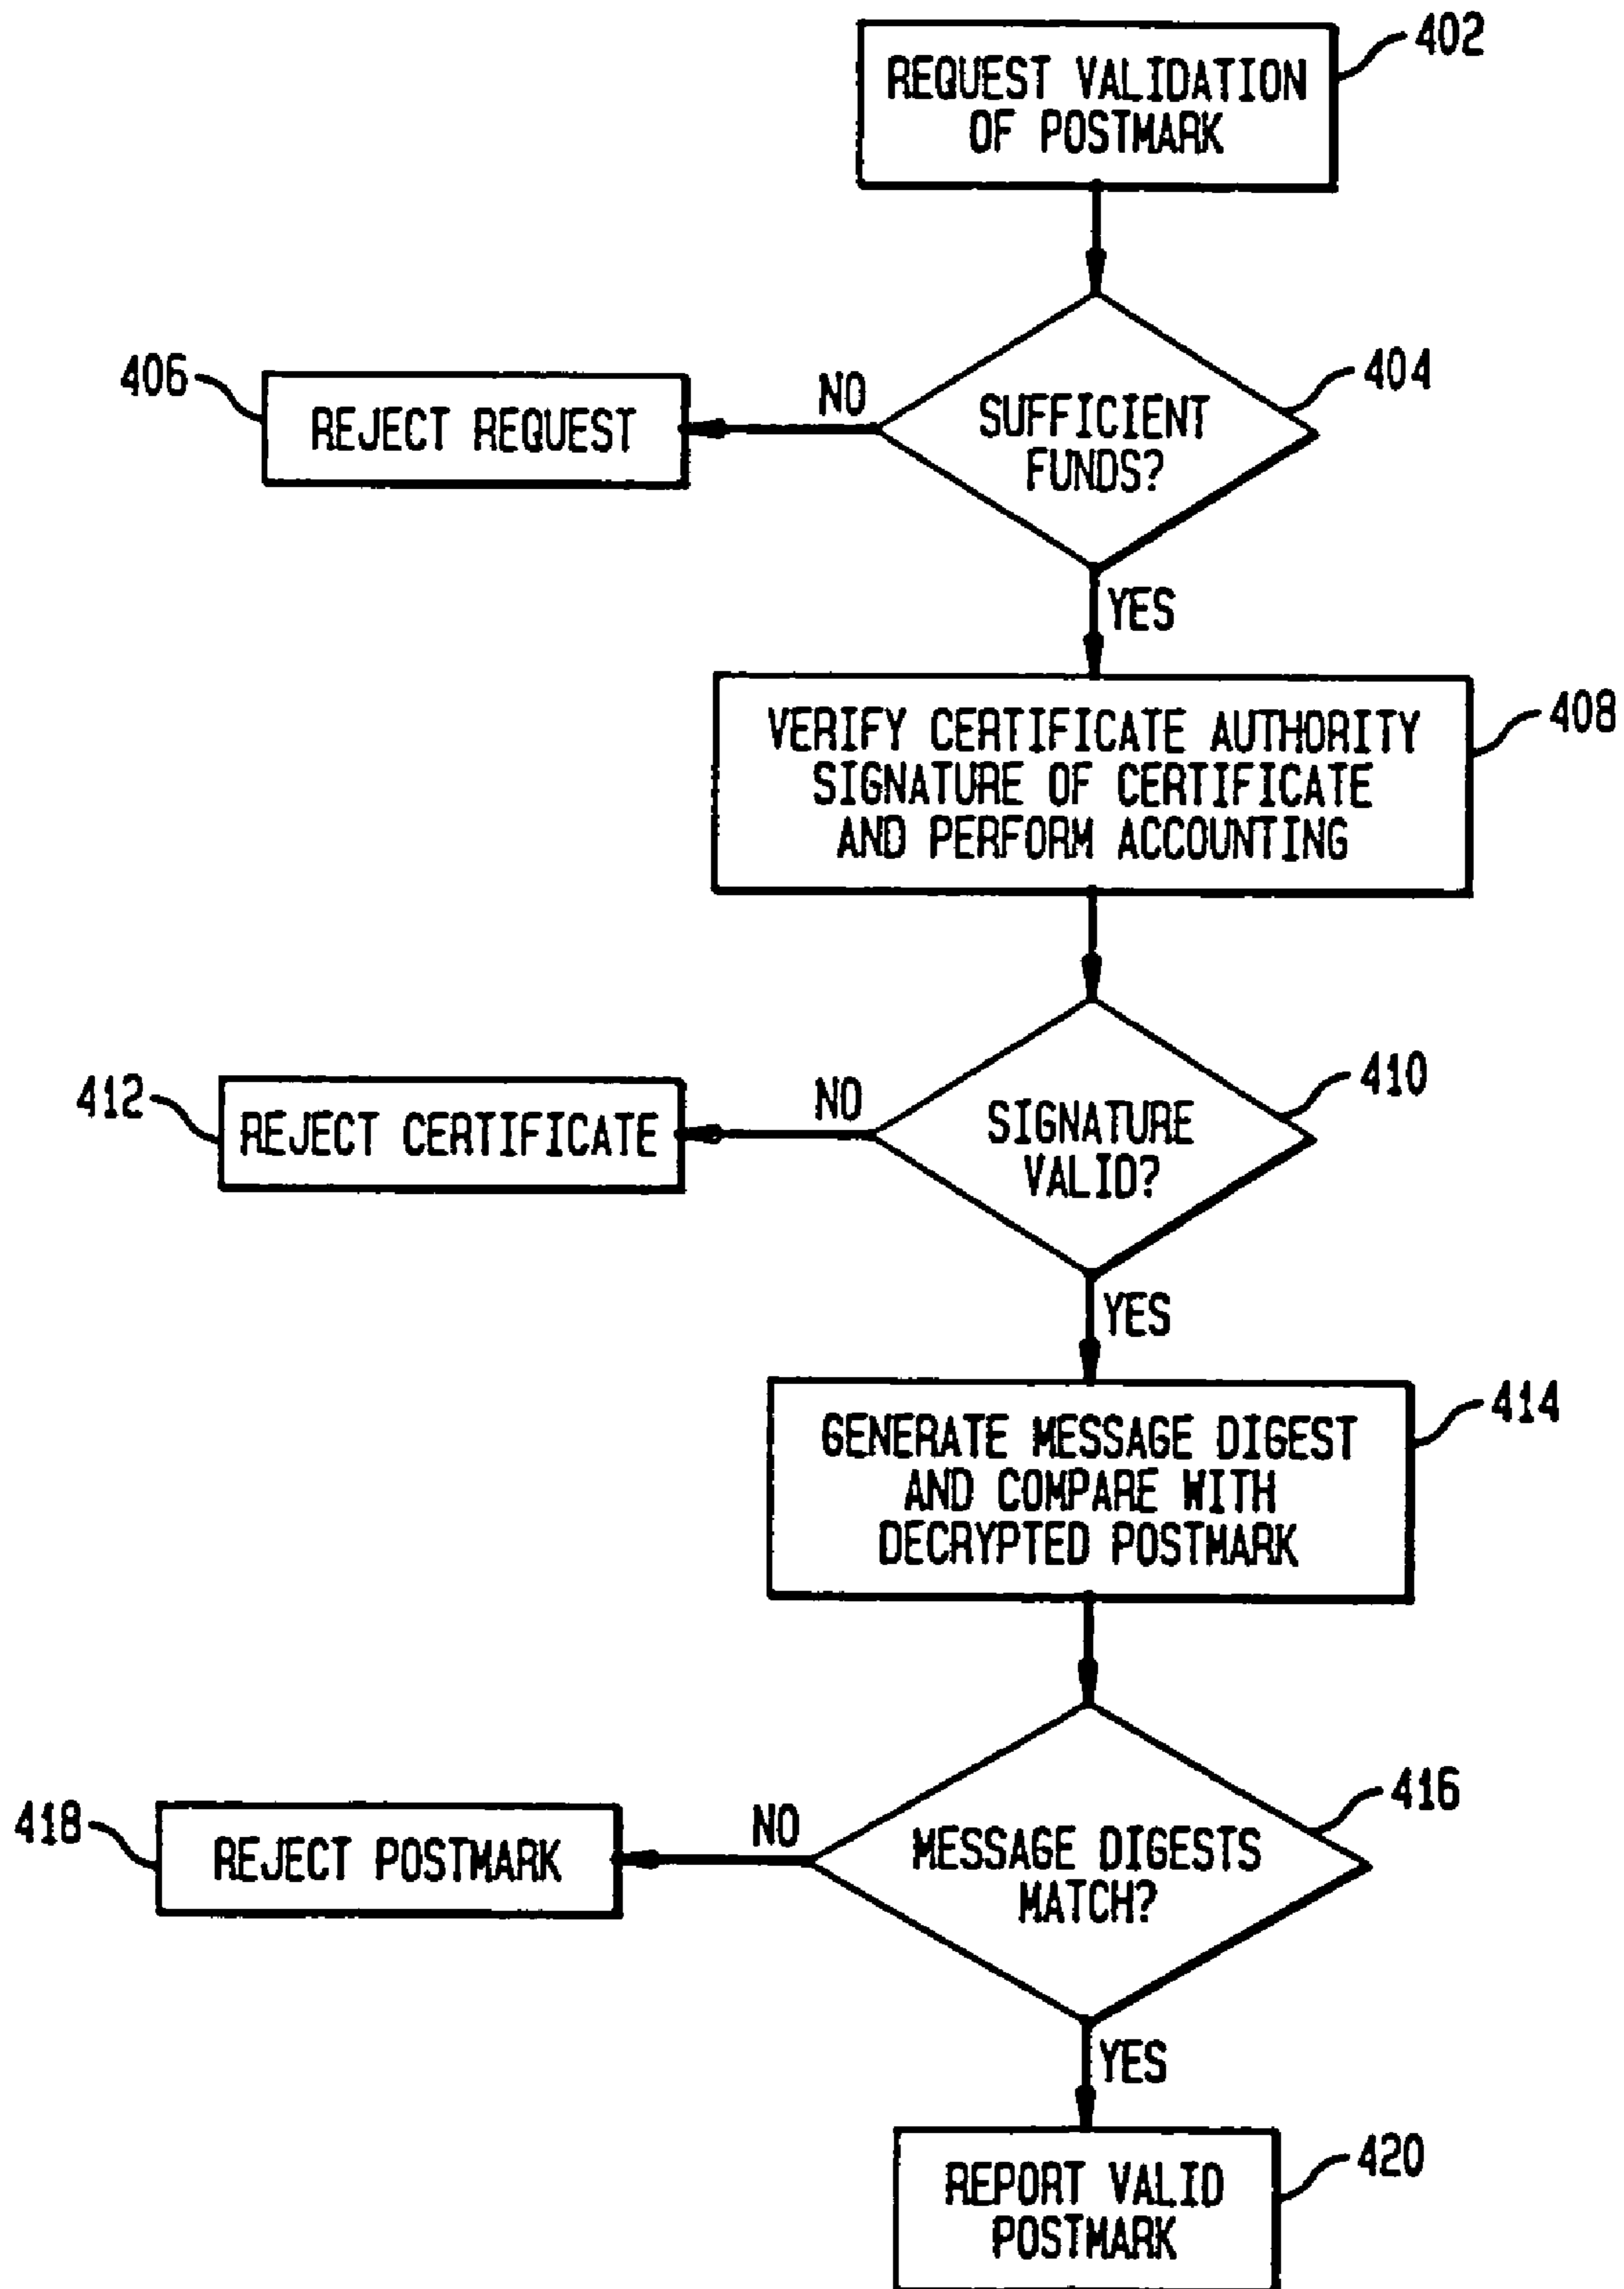 402
REQUEST VALIDATION
OF POSTMARK
404
SUFFICIENT
FUNDS?
NO
406
REJECT REQUEST
YES
408
VERIFY CERTIFICATE AUTHORITY
SIGNATURE OF CERTIFICATE
AND PERFORM ACCOUNTING
410
SIGNATURE
VALID?
NO
412
REJECT CERTIFICATE
YES
414
GENERATE MESSAGE DIGEST
AND COMPARE WITH
DECRYPTED POSTMARK
416
MESSAGE DIGESTS
MATCH?
NO
418
REJECT POSTMARK
YES
420
REPORT VALID
POSTMARK